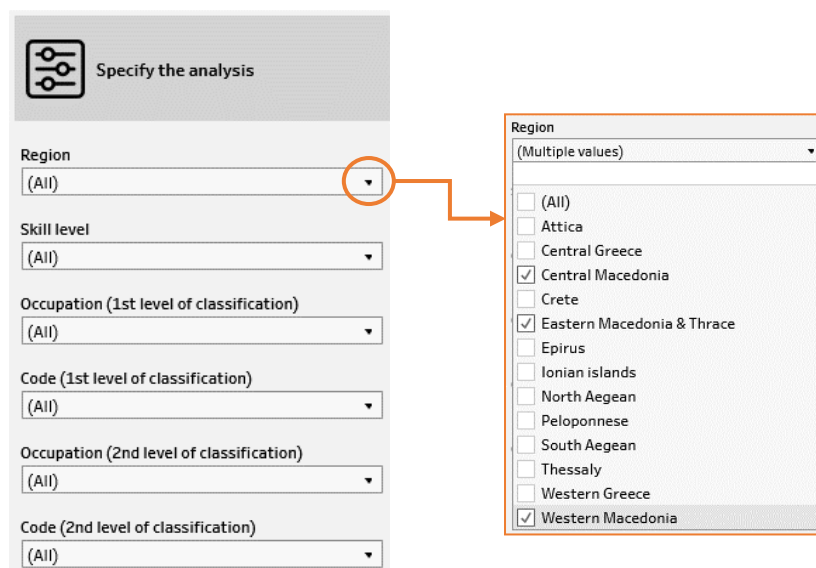 Specify the analysis
Region
(All)
Skill level
(All)
Occupation (1st level of classification)
(All)
Code (1st level of classification)
(All)
Occupation (2nd level of classification)
(All)
Code (2nd level of classification)
(All)
Region
(Multiple values)
(All)
Attica
Central Greece
Central Macedonia
Crete
Eastern Macedonia & Thrace
Epirus
Ionian islands
North Aegean
Peloponnese
South Aegean
Thessaly
Western Greece
Western Macedonia